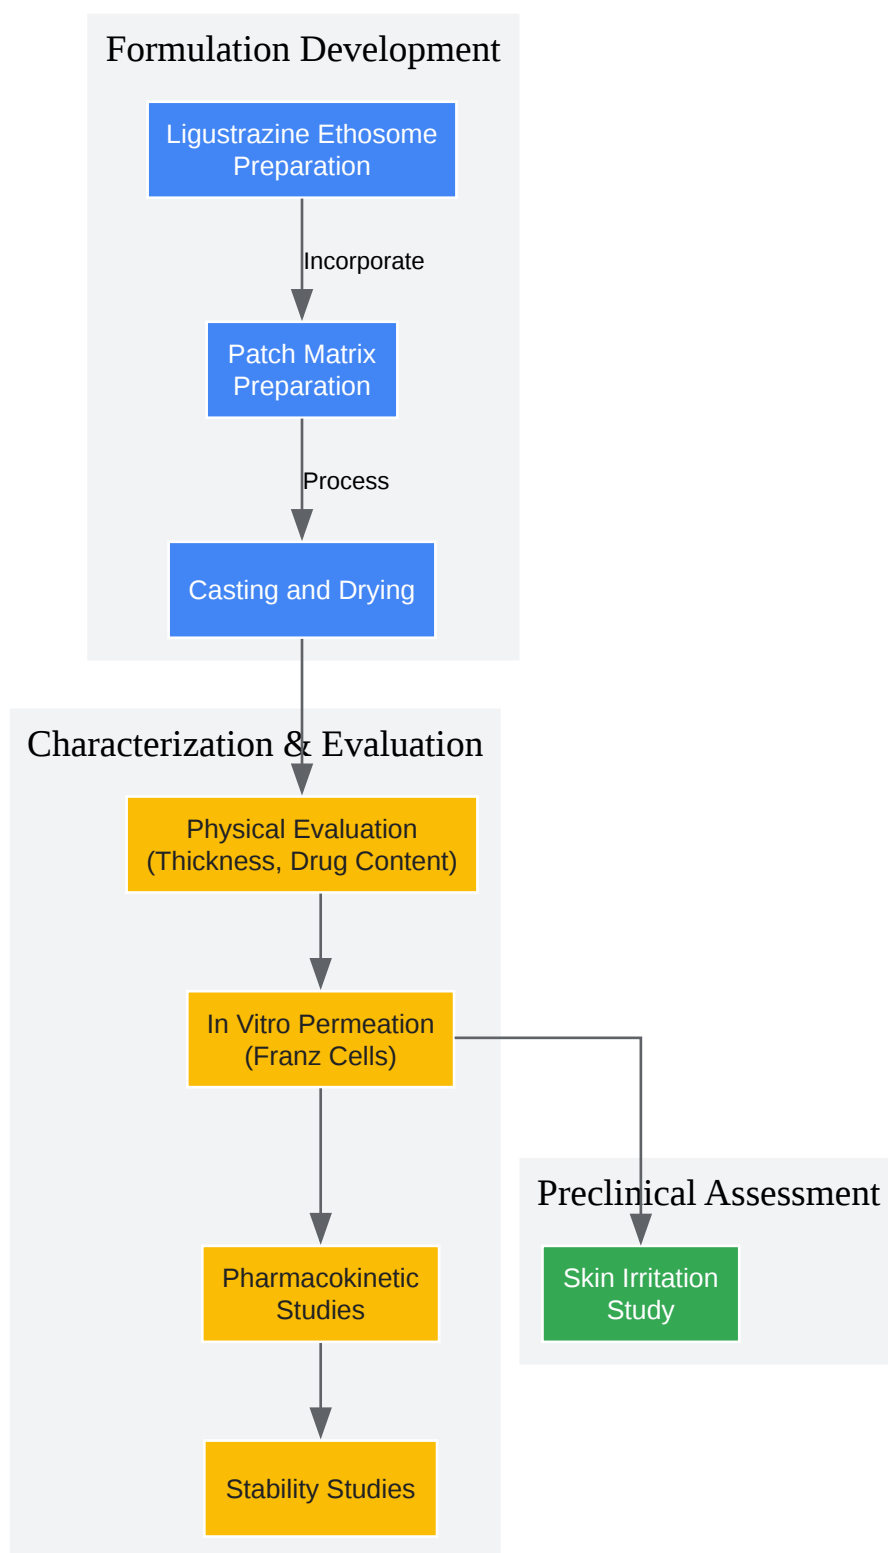 Formulation Development
Ligustrazine Ethosome
Preparation
Incorporate
Patch Matrix
Preparation
Process
Casting and Drying
Characterization & Evaluation
Physical Evaluation
(Thickness, Drug Content)
In Vitro Permeation
(Franz Cells)
Preclinical Assessment
Pharmacokinetic
Studies
Skin Irritation
Study
Stability Studies